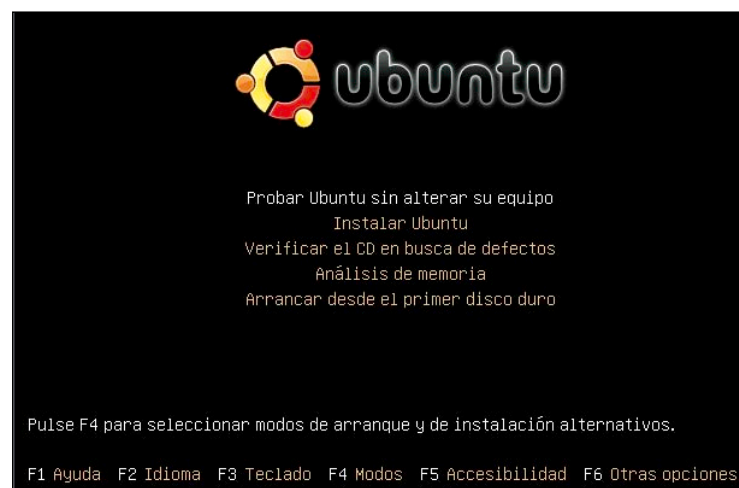 ubuntu
Probar Ubuntu sin alterar su equipo
Instalar Ubuntu
Verificar el CD en busca de defectos
Análisis de memoria
Arrancar desde el primer disco duro
Pulse F4 para seleccionar modos de arranque y de instalación alternativos.
F1 Ayuda F2 Idioma F3 Teclado F4 Modos F5 Accesibilidad F6 Otras opciones